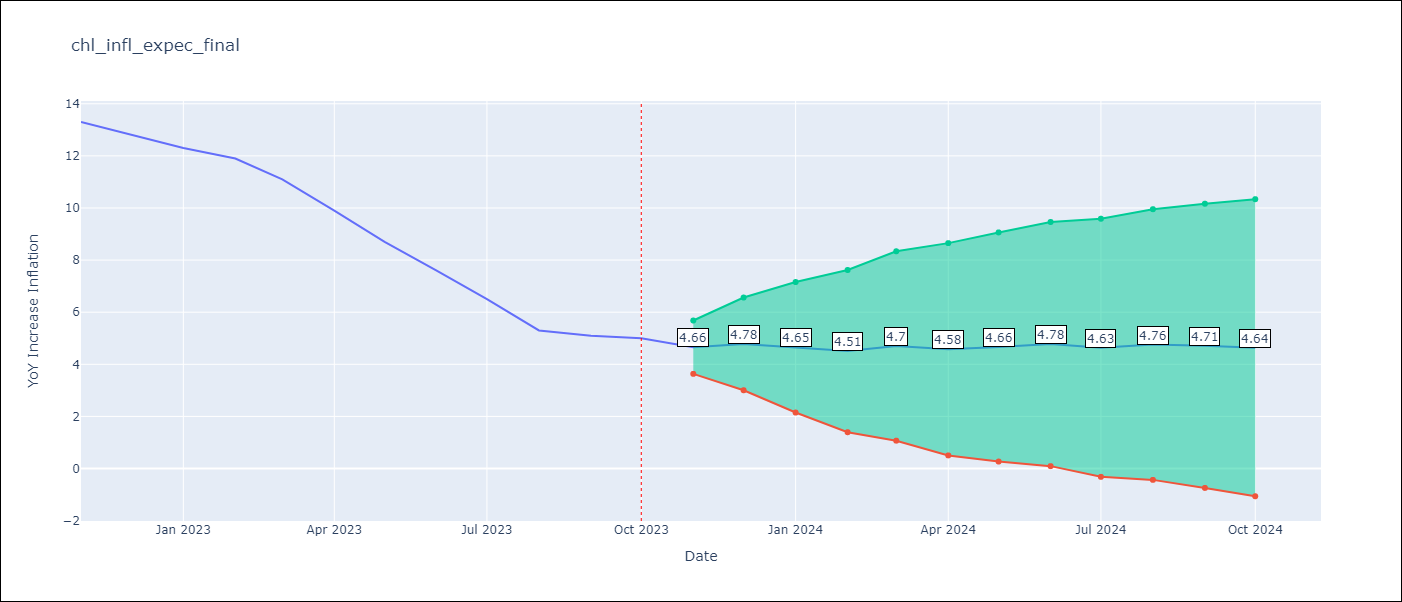 chl_infl_expec_final
YoY Increase Inflation
14
12
10
8
6
4
2
0
−2
4.66
4.78
4.65
4.51
4.7
4.58
4.66
4.78
4.63
4.76
4.71
4.64
Jan 2023
Apr 2023
Jul 2023
Oct 2023
Jan 2024
Apr 2024
Jul 2024
Oct 2024
Date